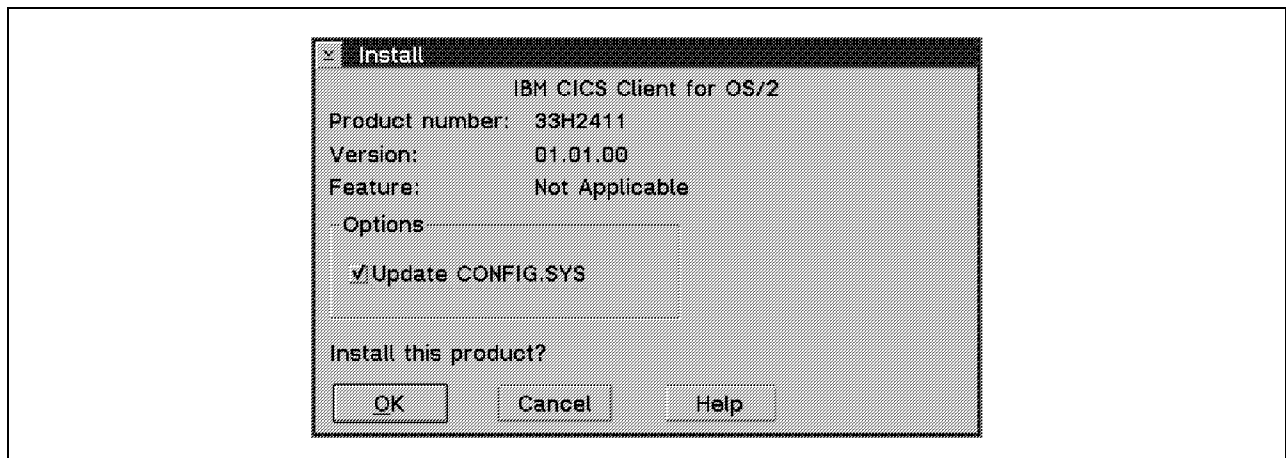 Install
IBM CICS Client for OS/2
Product number: 33H2411
Version: 01.01.00
Feature: Not Applicable
Options
Update CONFIG.SYS
Install this product?
OK Cancel Help